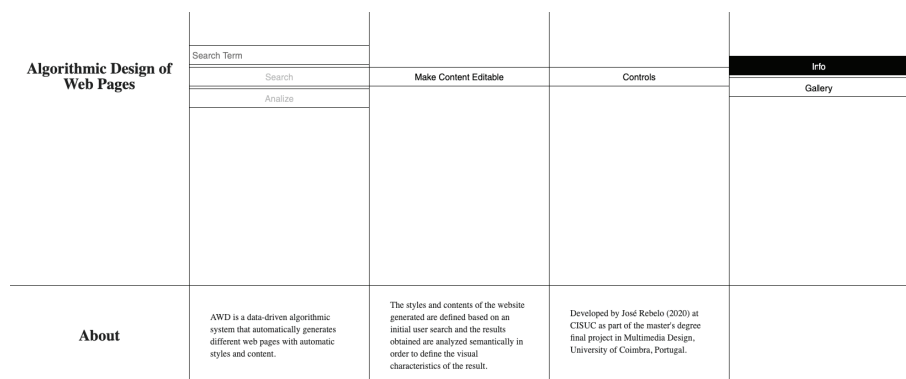 Algorithmic Design of
Web Pages
Search Term
Search
Analize
Make Content Editable
Controls
Info
Gallery
About
AWD is a data-driven algorithmic
system that automatically generates
different web pages with automatic
styles and content.
The styles and contents of the website
generated are defined based on an
initial user search and the results
obtained are analyzed semantically in
order to define the visual
characteristics of the result.
Developed by José Rebelo (2020) at
CISUC as part of the master's degree
final project in Multimedia Design,
University of Coimbra, Portugal.